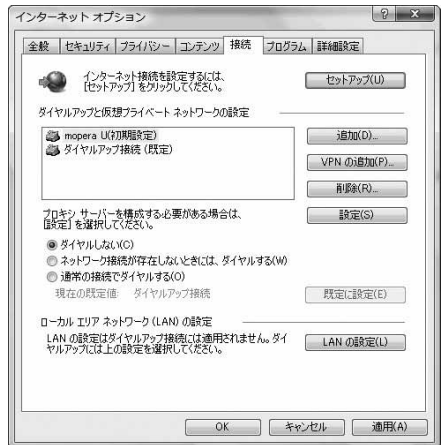 インターネット オプション
全般 セキュリティ プライバシー コンテンツ 接続 プログラム 詳細設定
インターネット接続を設定するには、
[セットアップ] をクリックしてください。
セットアップ(U)
ダイヤルアップと仮想プライベート ネットワークの設定
mopera U(初期設定)
ダイヤルアップ接続 (既定)
追加(D)...
VPN の追加(P)...
削除(R)...
プロキシ サーバーを構成する必要がある場合は、
[設定] を選択してください。
設定(S)
ダイヤルしない(C)
ネットワーク接続が存在しないときには、ダイヤルする(W)
通常の接続でダイヤルする(O)
現在の既定値: ダイヤルアップ接続
既定に設定(E)
ローカル エリア ネットワーク (LAN) の設定
LAN の設定はダイヤルアップ接続には適用されません。ダイ
ヤルアップには上の設定を選択してください。
LAN の設定(L)
OK キャンセル 適用(A)